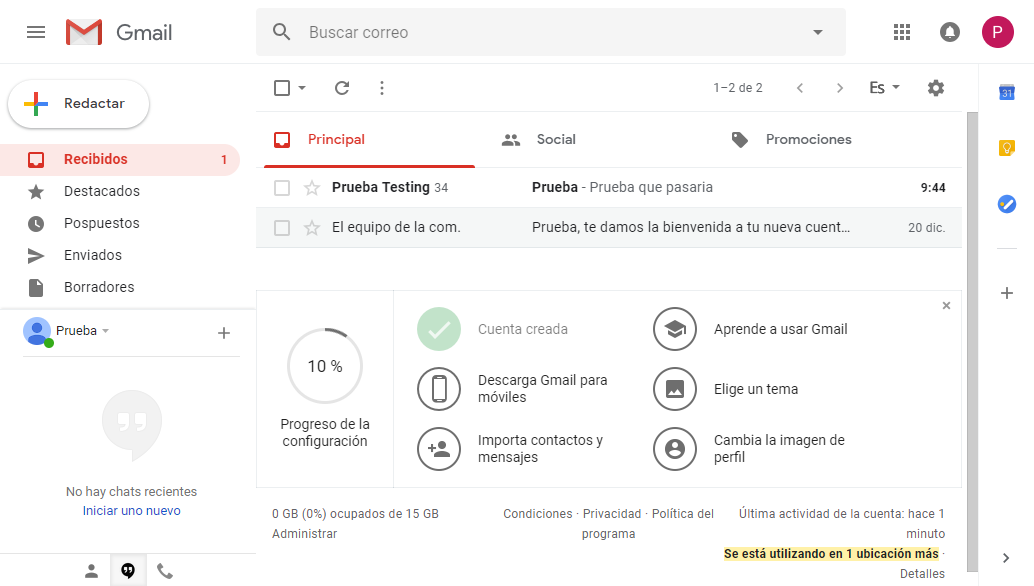 Gmail
Buscar correo
P
Redactar
1–2 de 2
Es
31
Principal
Social
Promociones
Recibidos 1
Destacados
Pospuestos
Enviados
Borradores
Prueba Testing 34 Prueba - Prueba que pasaria 9:44
El equipo de la com. Prueba, te damos la bienvenida a tu nueva cuent… 20 dic.
Prueba
No hay chats recientes
Iniciar uno nuevo
10 %
Progreso de la
configuración
Cuenta creada
Aprende a usar Gmail
Descarga Gmail para
móviles
Elige un tema
Importa contactos y
mensajes
Cambia la imagen de
perfil
0 GB (0%) ocupados de 15 GB
Administrar
Condiciones · Privacidad · Política del
programa
Última actividad de la cuenta: hace 1
minuto
Se está utilizando en 1 ubicación más ·
Detalles